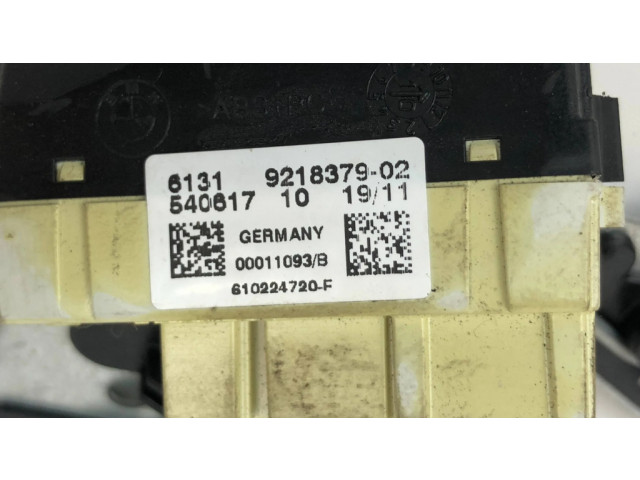 6131 9218379-02
540617 10 19/11
GERMANY
00011093/B
610224720-F